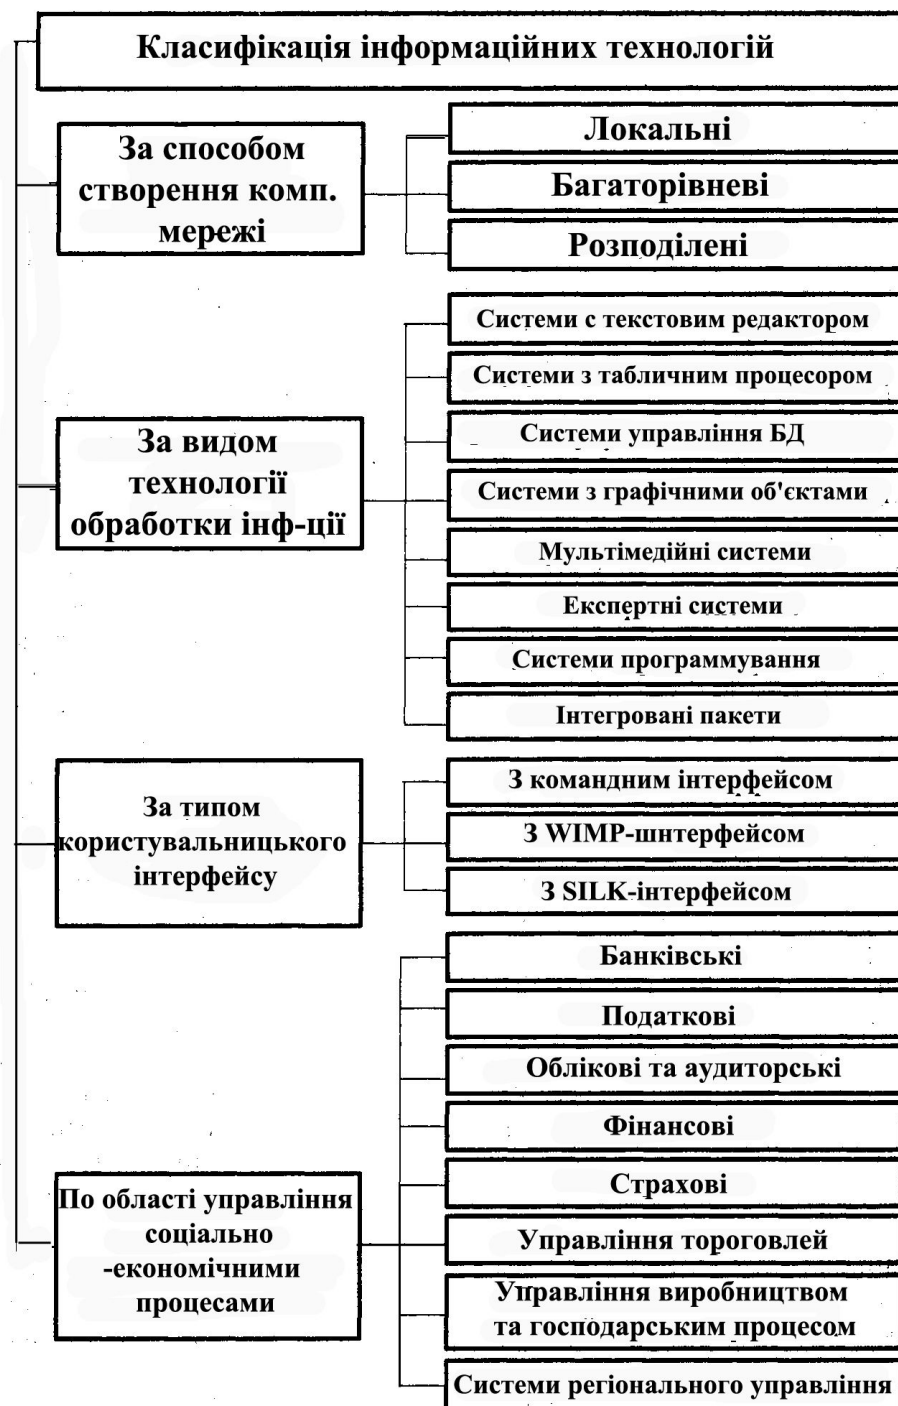 Класифікація інформаційних технологій
За способом
створення комп.
мережі
Локальні
Багаторівневі
Розподілені
За видом
технології
обработки інф-ції
Системи с текстовим редактором
Системи з табличним процесором
Системи управління БД
Системи з графічними об'єктами
Мультімедійні системи
Експертні системи
Системи программування
Інтегровані пакети
За типом
користувальницького
інтерфейсу
З командним інтерфейсом
З WIMP-шнтерфейсом
З SILK-інтерфейсом
По області управління
соціально
-економічними
процесами
Банківські
Податкові
Облікові та аудиторські
Фінансові
Страхові
Управління тороговлей
Управління виробництвом
та господарським процесом
Системи регіонального управління